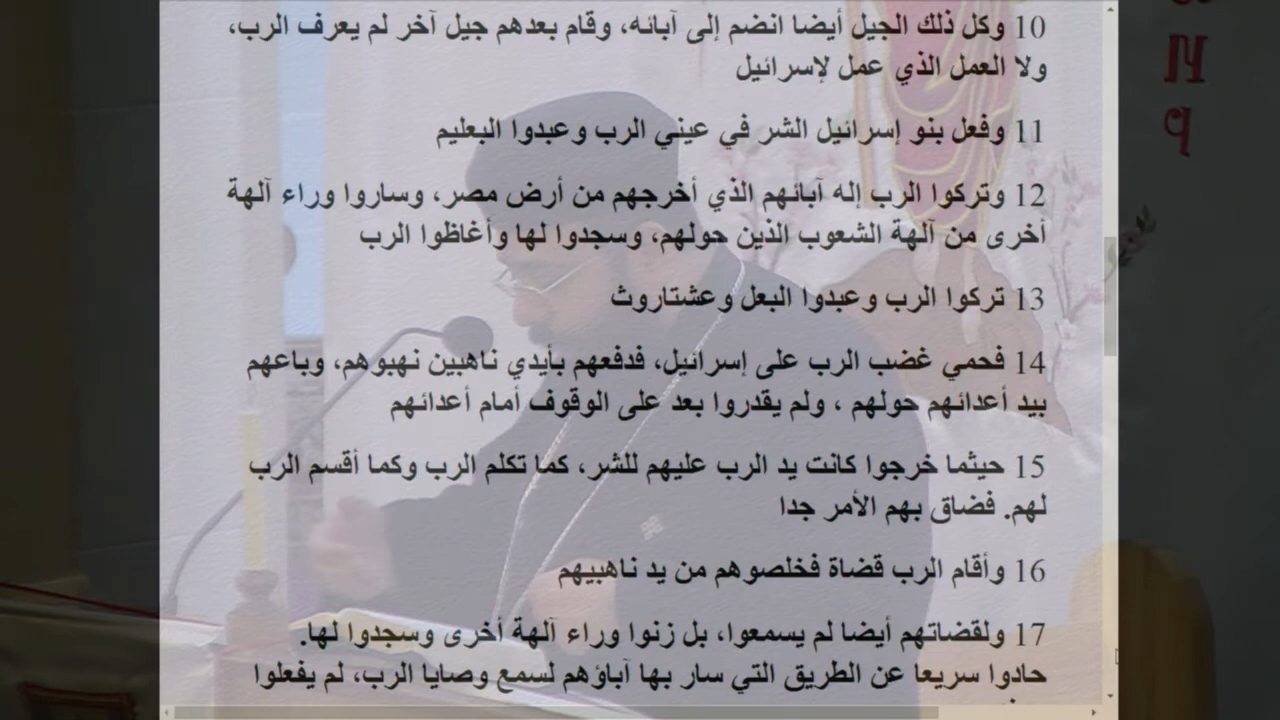 10 وكل ذلك الجيل أيضا انضم إلى آبائه، وقام بعدهم جيل آخر لم يعرف الرب،
ولا العمل الذي عمل لإسرائيل
11 وفعل بنو إسرائيل الشر في عيني الرب وعبدوا البعليم
12 وتركوا الرب إله آبائهم الذي أخرجهم من أرض مصر، وساروا وراء آلهة
أخرى من آلهة الشعوب الذين حولهم، وسجدوا لها وأغاظوا الرب
13 تركوا الرب وعبدوا البعل وعشتاروث
14 فحمي غضب الرب على إسرائيل، فدفعهم بأيدي ناهبين نهبوهم، وباعهم
بيد أعدائهم حولهم ، ولم يقدروا بعد على الوقوف أمام أعدائهم
15 حيثما خرجوا كانت يد الرب عليهم للشر، كما تكلم الرب وكما أقسم الرب
لهم. فضاق بهم الأمر جدا
16 وأقام الرب قضاة فخلصوهم من يد ناهبيهم
17 ولقضاتهم أيضا لم يسمعوا، بل زنوا وراء آلهة أخرى وسجدوا لها.
حادوا سريعا عن الطريق التي سار بها آباؤهم لسمع وصايا الرب، لم يفعلوا